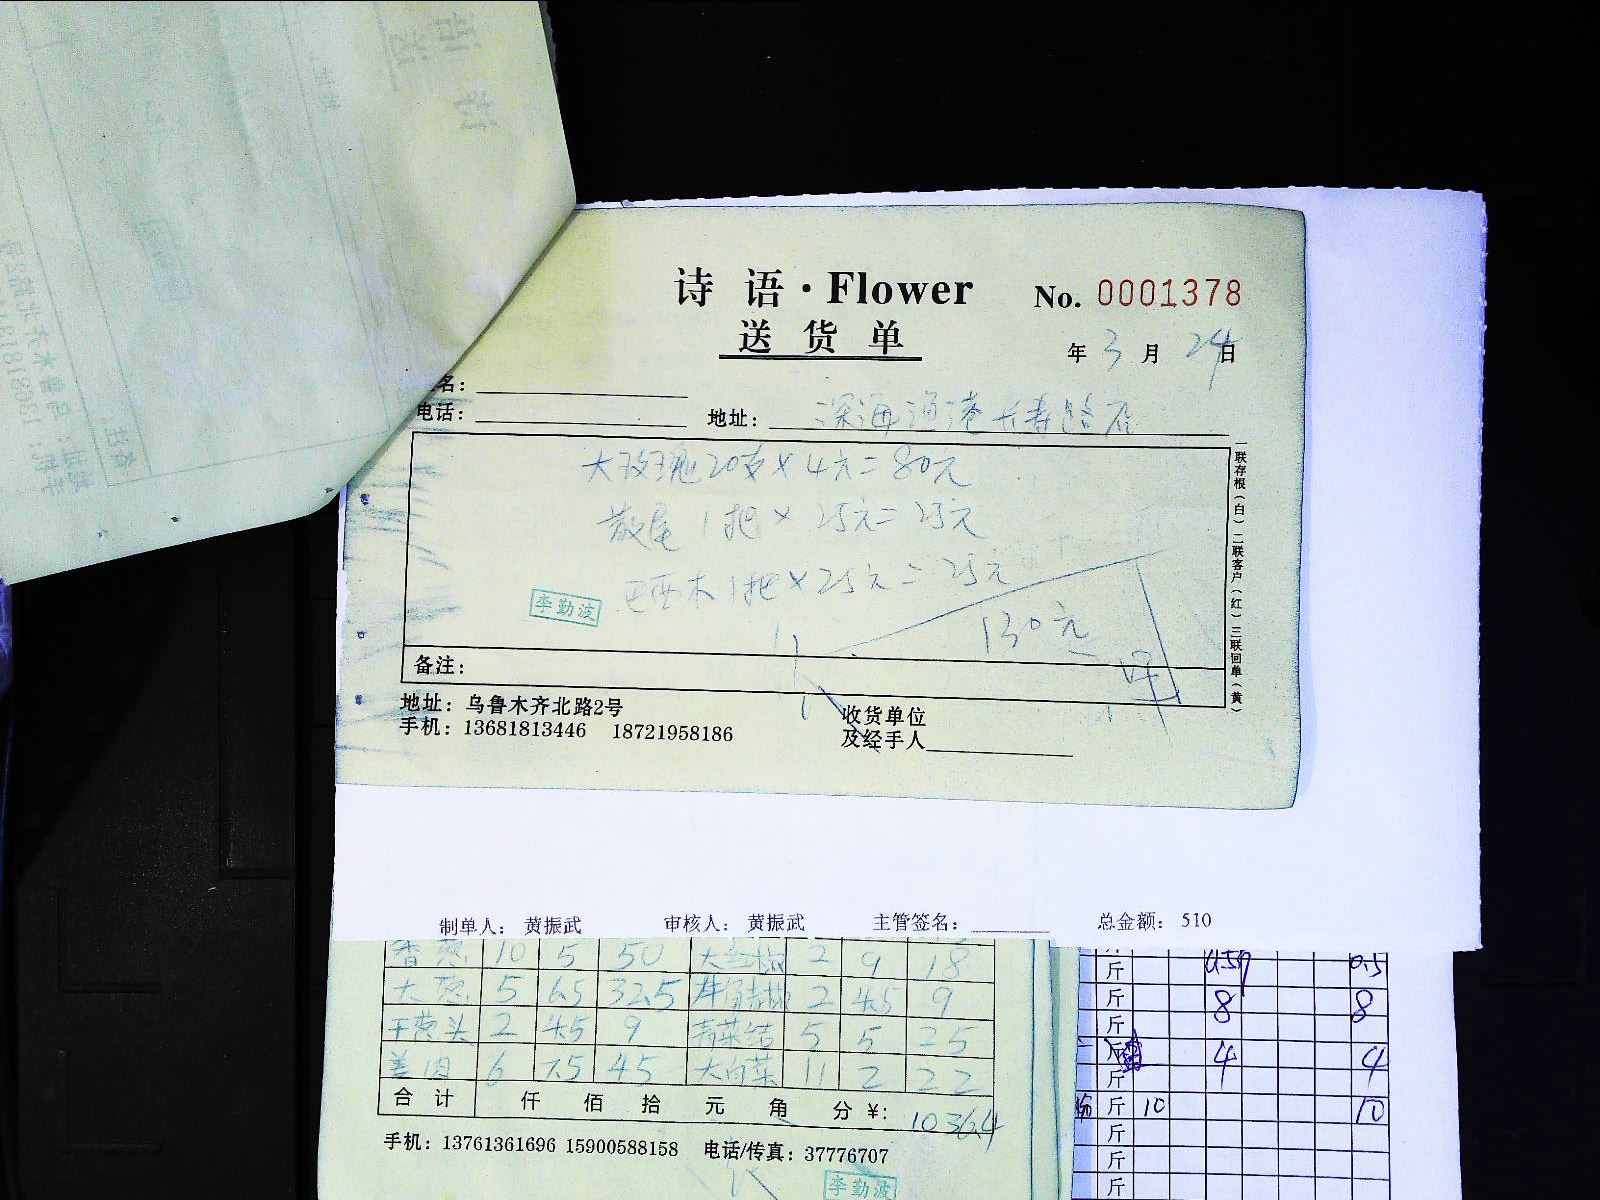 诗 语·Flower No. 0001378
送 货 单
年 3 月 24 日
名：
电话： 地址： 深海渔港长寿路店
大玫瑰20支×4元=80元
散尾1把×25元=25元
巴西木1把×25元=25元
李勤波
130元
备注：
地址：乌鲁木齐北路2号
手机：13681813446 18721958186
收货单位
及经手人
一联存根（白）二联客户（红）三联回单（黄）
制单人： 黄振武 审核人： 黄振武 主管签名： 总金额： 510
香葱 10 5 50 大红椒 2 9 18
大葱 5 6.5 32.5 2 4.5 9
干葱头 2 4.5 9 青菜结 5 5 25
姜 6 7.5 45 大白菜 11 2 22
合 计 仟 佰 拾 元 角 分 ¥: 1036.4
手机：13761361696 15900588158 电话/传真：37776707
李勤波
斤 0.5
斤 8 8
斤
斤 4 4
斤
斤 10 10
斤
斤
斤